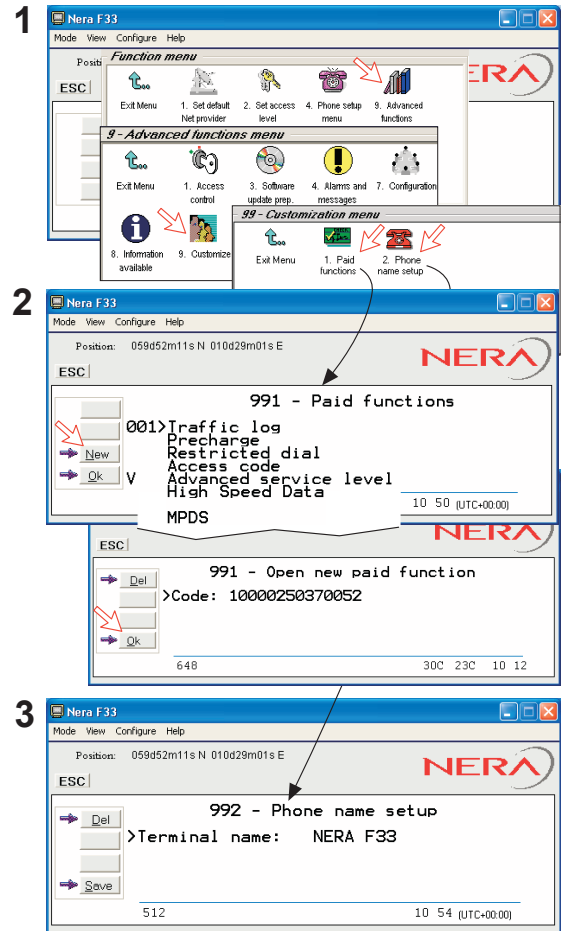 1
Nera F33
Mode View Configure Help
Positi
ESC
NERA
Function menu
Exit Menu
1. Set default Net provider
2. Set access level
4. Phone setup menu
9. Advanced functions
9 - Advanced functions menu
Exit Menu
1. Access control
3. Software update prep.
4. Alarms and messages
7. Configuration
8. Information available
9. Customize
99 - Customization menu
Exit Menu
1. Paid functions
2. Phone name setup
2
Nera F33
Mode View Configure Help
Position: 059d52m11s N 010d29m01s E
NERA
ESC
991 - Paid functions
001>Traffic log
Precharge
New
Restricted dial
Access code
Ok
V Advanced service level
High Speed Data
10 50 (UTC+00:00)
MPDS
NERA
ESC
991 - Open new paid function
Del
>Code: 10000250370052
Ok
648 30C 23C 10 12
3
Nera F33
Mode View Configure Help
Position: 059d52m11s N 010d29m01s E
NERA
ESC
992 - Phone name setup
Del
>Terminal name: NERA F33
Save
512 10 54 (UTC+00:00)